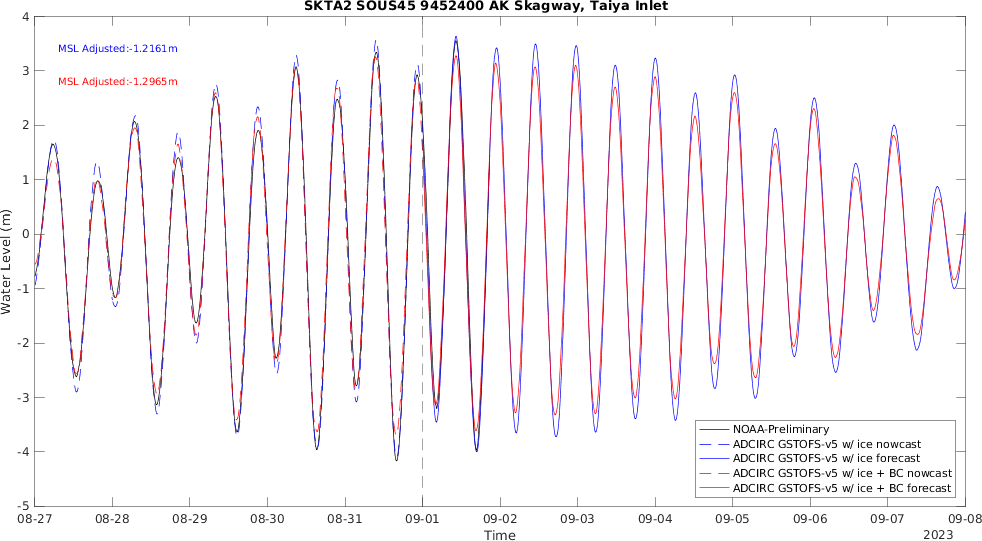 SKTA2 SOUS45 9452400 AK Skagway, Taiya Inlet
MSL Adjusted:-1.2161m
MSL Adjusted:-1.2965m
Water Level (m)
4
3
2
1
0
-1
-2
-3
-4
-5
NOAA-Preliminary
ADCIRC GSTOFS-v5 w/ ice nowcast
ADCIRC GSTOFS-v5 w/ ice forecast
ADCIRC GSTOFS-v5 w/ ice + BC nowcast
ADCIRC GSTOFS-v5 w/ ice + BC forecast
08-27 08-28 08-29 08-30 08-31 09-01 09-02 09-03 09-04 09-05 09-06 09-07 09-08
Time
2023